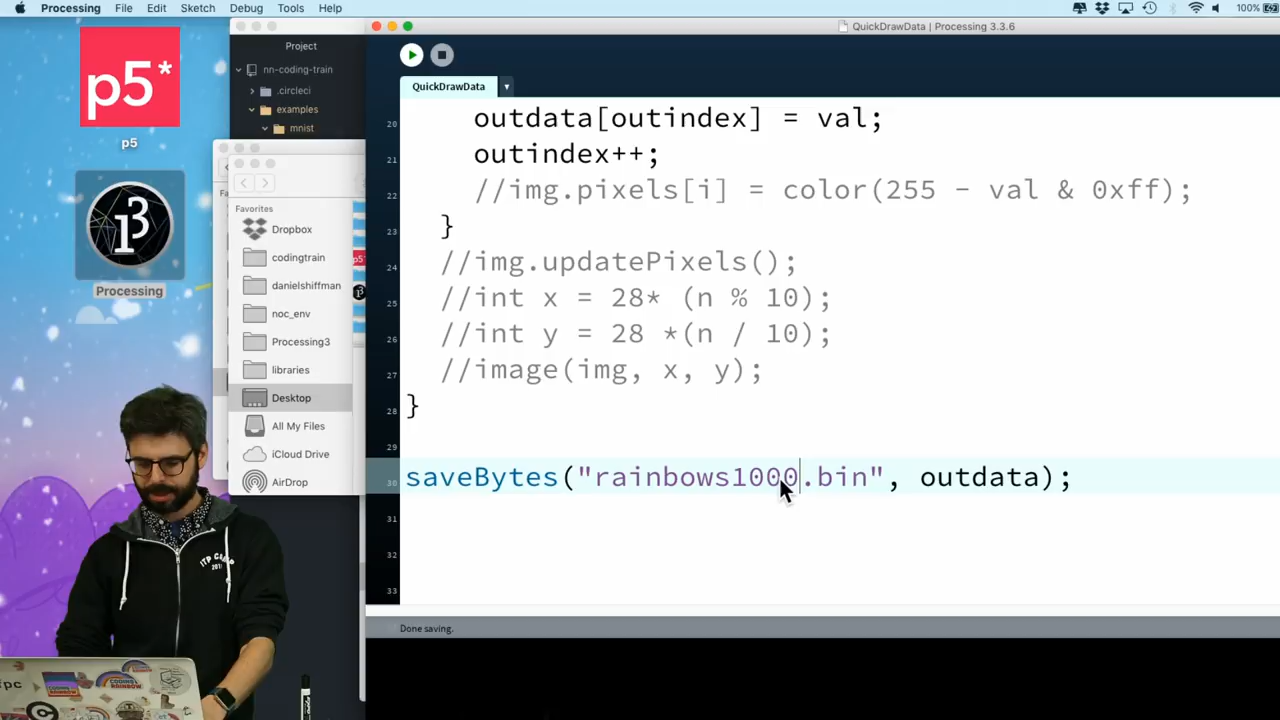 Processing File Edit Sketch Debug Tools Help 100%
QuickDrawData | Processing 3.3.6
Project
nn-coding-train
.circleci
examples
mnist
p5*
p5
Processing
Favorites
Dropbox
codingtrain
danielshiffman
noc_env
Processing3
libraries
Desktop
All My Files
iCloud Drive
AirDrop
QuickDrawData
20 outdata[outindex] = val;
21 outindex++;
22 //img.pixels[i] = color(255 - val & 0xff);
23 }
24 //img.updatePixels();
25 //int x = 28* (n % 10);
26 //int y = 28 *(n / 10);
27 //image(img, x, y);
28 }
29
30 saveBytes("rainbows1000.bin", outdata);
31
32
33
Done saving.
ITP CAMP